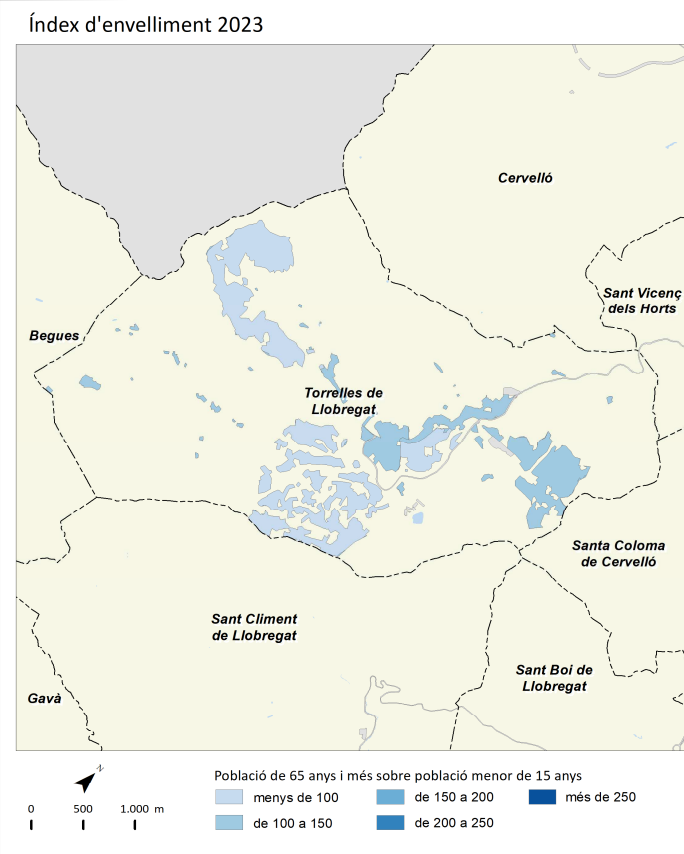 Índex d'envelliment 2023
Cervelló
Sant Vicenç
dels Horts
Begues
Torrelles de
Llobregat
Santa Coloma
de Cervelló
Sant Climent
de Llobregat
Sant Boi de
Llobregat
Gavà
N
0 500 1.000 m
Població de 65 anys i més sobre població menor de 15 anys
menys de 100
de 150 a 200
més de 250
de 100 a 150
de 200 a 250